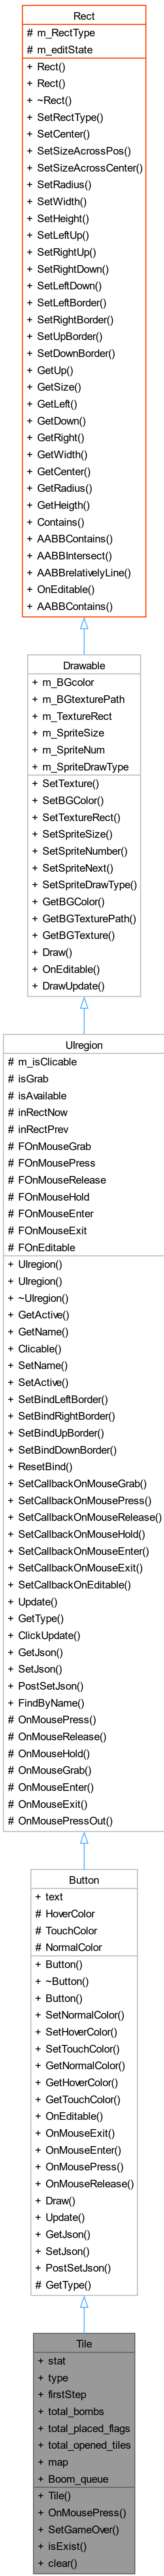 Rect
# m_RectType
# m_editState
+ Rect()
+ Rect()
+ ~Rect()
+ SetRectType()
+ SetCenter()
+ SetSizeAcrossPos()
+ SetSizeAcrossCenter()
+ SetRadius()
+ SetWidth()
+ SetHeight()
+ SetLeftUp()
+ SetRightUp()
+ SetRightDown()
+ SetLeftDown()
+ SetLeftBorder()
+ SetRightBorder()
+ SetUpBorder()
+ SetDownBorder()
+ GetUp()
+ GetSize()
+ GetLeft()
+ GetDown()
+ GetRight()
+ GetWidth()
+ GetCenter()
+ GetRadius()
+ GetHeigth()
+ Contains()
+ AABBContains()
+ AABBIntersect()
+ AABBrelativelyLine()
+ OnEditable()
+ AABBContains()
Drawable
+ m_BGcolor
+ m_BGtexturePath
+ m_TextureRect
+ m_SpriteSize
+ m_SpriteNum
+ m_SpriteDrawType
+ SetTexture()
+ SetBGColor()
+ SetTextureRect()
+ SetSpriteSize()
+ SetSpriteNumber()
+ SetSpriteNext()
+ SetSpriteDrawType()
+ GetBGColor()
+ GetBGTexturePath()
+ GetBGTexture()
+ Draw()
+ OnEditable()
+ DrawUpdate()
UIregion
# m_isClicable
# isGrab
# isAvailable
# inRectNow
# inRectPrev
# FOnMouseGrab
# FOnMousePress
# FOnMouseRelease
# FOnMouseHold
# FOnMouseEnter
# FOnMouseExit
# FOnEditable
+ UIregion()
+ UIregion()
+ ~UIregion()
+ GetActive()
+ GetName()
+ Clicable()
+ SetName()
+ SetActive()
+ SetBindLeftBorder()
+ SetBindRightBorder()
+ SetBindUpBorder()
+ SetBindDownBorder()
+ ResetBind()
+ SetCallbackOnMouseGrab()
+ SetCallbackOnMousePress()
+ SetCallbackOnMouseRelease()
+ SetCallbackOnMouseHold()
+ SetCallbackOnMouseEnter()
+ SetCallbackOnMouseExit()
+ SetCallbackOnEditable()
+ Update()
+ GetType()
+ ClickUpdate()
+ GetJson()
+ SetJson()
+ PostSetJson()
+ FindByName()
# OnMousePress()
# OnMouseRelease()
# OnMouseHold()
# OnMouseGrab()
# OnMouseEnter()
# OnMouseExit()
# OnMousePressOut()
Button
+ text
# HoverColor
# TouchColor
# NormalColor
+ Button()
+ ~Button()
+ Button()
+ SetNormalColor()
+ SetHoverColor()
+ SetTouchColor()
+ GetNormalColor()
+ GetHoverColor()
+ GetTouchColor()
+ OnEditable()
+ OnMouseExit()
+ OnMouseEnter()
+ OnMousePress()
+ OnMouseRelease()
+ Draw()
+ Update()
+ GetJson()
+ SetJson()
+ PostSetJson()
# GetType()
Tile
+ stat
+ type
+ firstStep
+ total_bombs
+ total_placed_flags
+ total_opened_tiles
+ map
+ Boom_queue
+ Tile()
+ OnMousePress()
+ SetGameOver()
+ isExist()
+ clear()